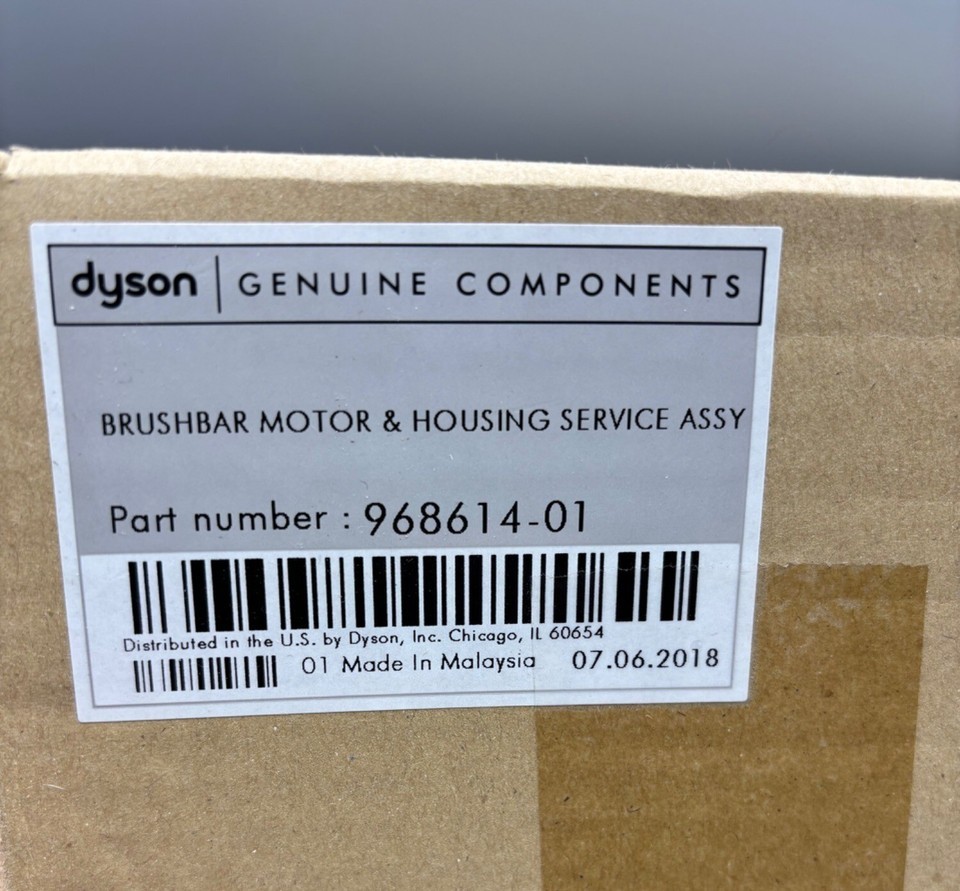 dyson | GENUINE COMPONENTS
BRUSHBAR MOTOR & HOUSING SERVICE ASSY
Part number : 968614-01
Distributed in the U.S. by Dyson, Inc. Chicago, IL 60654
01 Made In Malaysia 07.06.2018